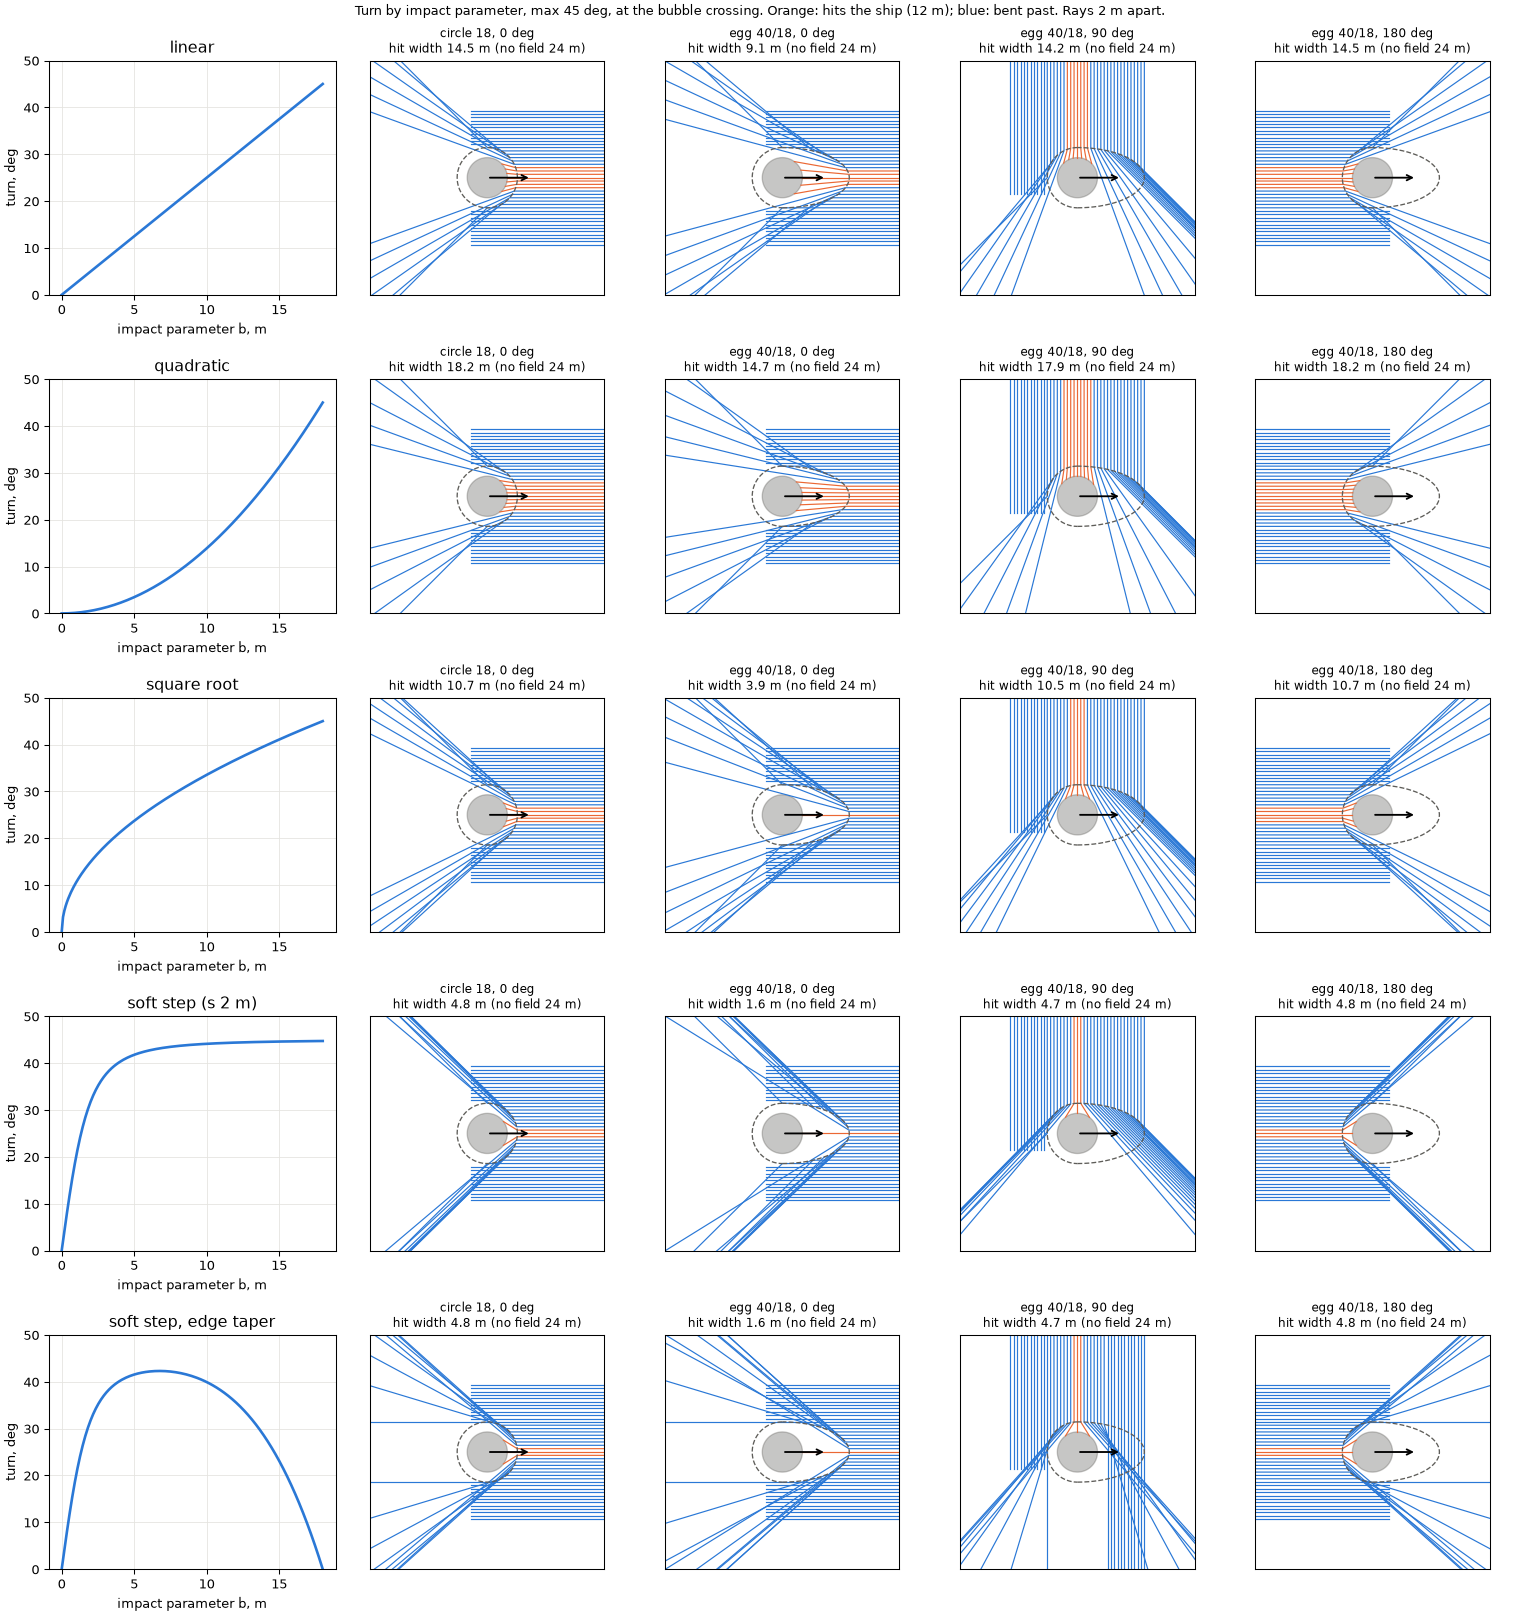 Turn by impact parameter, max 45 deg, at the bubble crossing. Orange: hits the ship (12 m); blue: bent past. Rays 2 m apart.
linear
circle 18, 0 deg
hit width 14.5 m (no field 24 m)
egg 40/18, 0 deg
hit width 9.1 m (no field 24 m)
egg 40/18, 90 deg
hit width 14.2 m (no field 24 m)
egg 40/18, 180 deg
hit width 14.5 m (no field 24 m)
turn, deg
50
40
30
20
10
0
0 5 10 15
impact parameter b, m
quadratic
circle 18, 0 deg
hit width 18.2 m (no field 24 m)
egg 40/18, 0 deg
hit width 14.7 m (no field 24 m)
egg 40/18, 90 deg
hit width 17.9 m (no field 24 m)
egg 40/18, 180 deg
hit width 18.2 m (no field 24 m)
turn, deg
50
40
30
20
10
0
0 5 10 15
impact parameter b, m
square root
circle 18, 0 deg
hit width 10.7 m (no field 24 m)
egg 40/18, 0 deg
hit width 3.9 m (no field 24 m)
egg 40/18, 90 deg
hit width 10.5 m (no field 24 m)
egg 40/18, 180 deg
hit width 10.7 m (no field 24 m)
turn, deg
50
40
30
20
10
0
0 5 10 15
impact parameter b, m
soft step (s 2 m)
circle 18, 0 deg
hit width 4.8 m (no field 24 m)
egg 40/18, 0 deg
hit width 1.6 m (no field 24 m)
egg 40/18, 90 deg
hit width 4.7 m (no field 24 m)
egg 40/18, 180 deg
hit width 4.8 m (no field 24 m)
turn, deg
50
40
30
20
10
0
0 5 10 15
impact parameter b, m
soft step, edge taper
circle 18, 0 deg
hit width 4.8 m (no field 24 m)
egg 40/18, 0 deg
hit width 1.6 m (no field 24 m)
egg 40/18, 90 deg
hit width 4.7 m (no field 24 m)
egg 40/18, 180 deg
hit width 4.8 m (no field 24 m)
turn, deg
50
40
30
20
10
0
0 5 10 15
impact parameter b, m